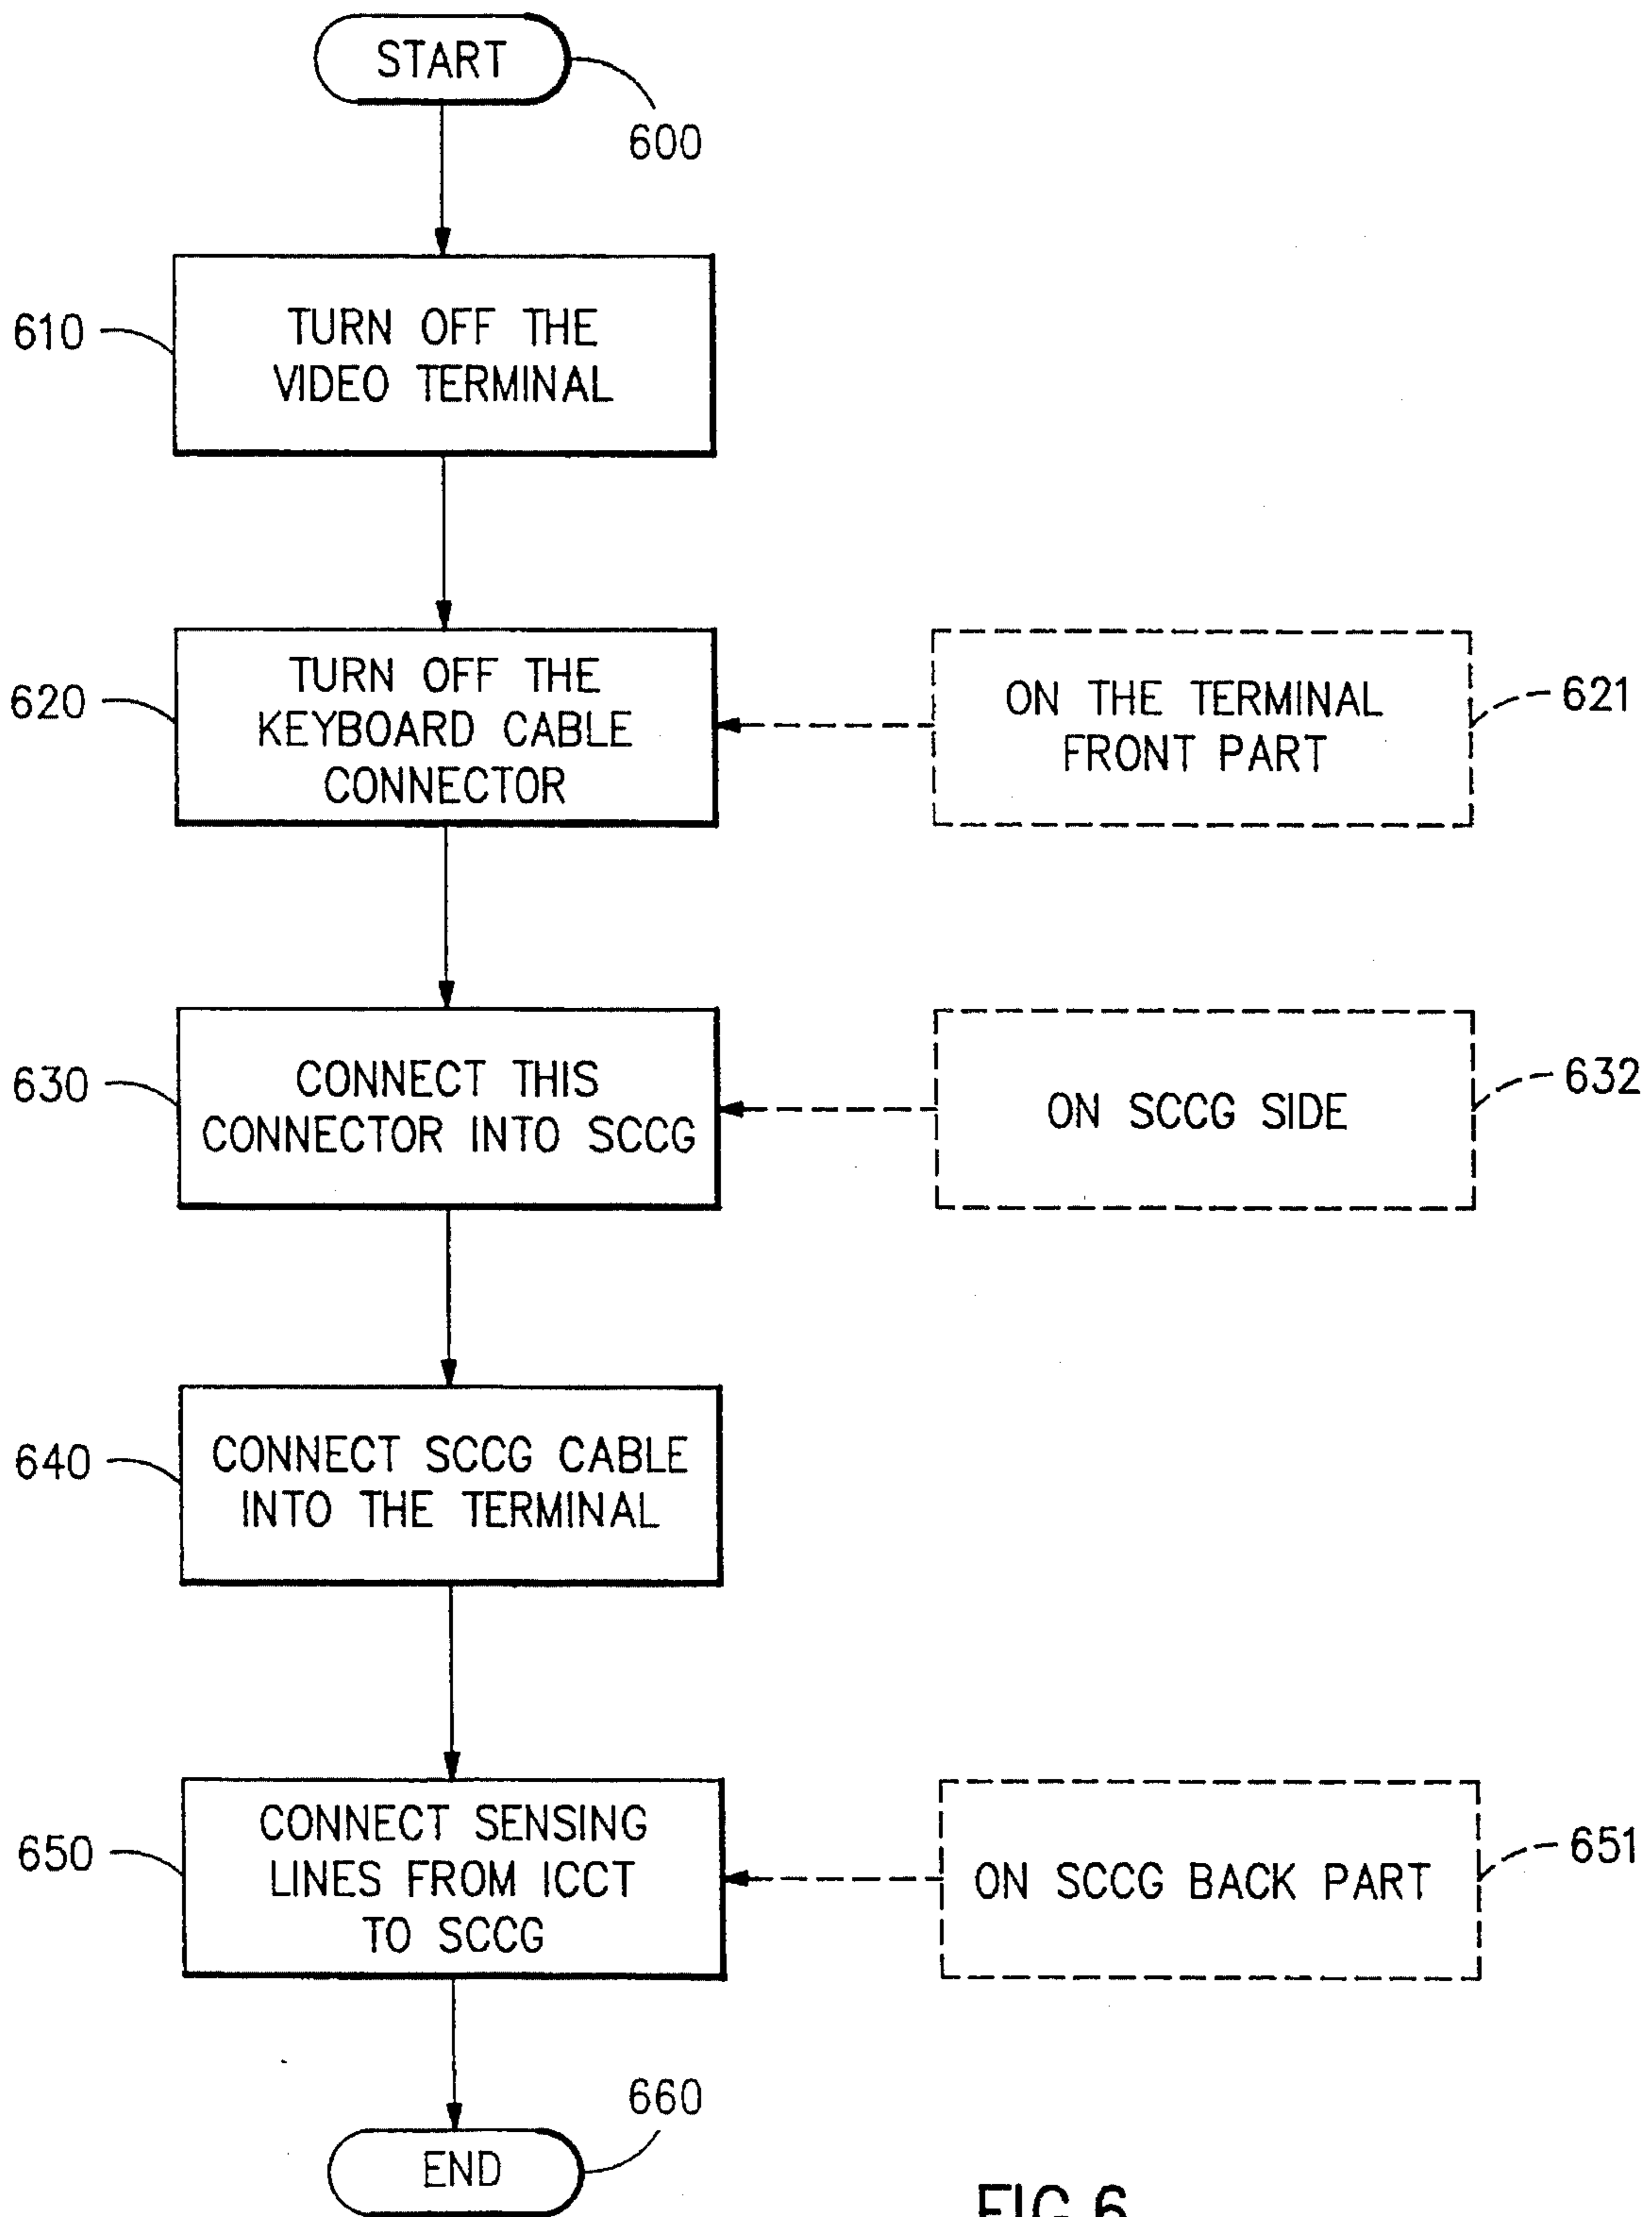 START
600
610
TURN OFF THE
VIDEO TERMINAL
620
TURN OFF THE
KEYBOARD CABLE
CONNECTOR
ON THE TERMINAL
FRONT PART
621
630
CONNECT THIS
CONNECTOR INTO SCCG
ON SCCG SIDE
632
640
CONNECT SCCG CABLE
INTO THE TERMINAL
650
CONNECT SENSING
LINES FROM ICCT
TO SCCG
ON SCCG BACK PART
651
660
END
FIG.6